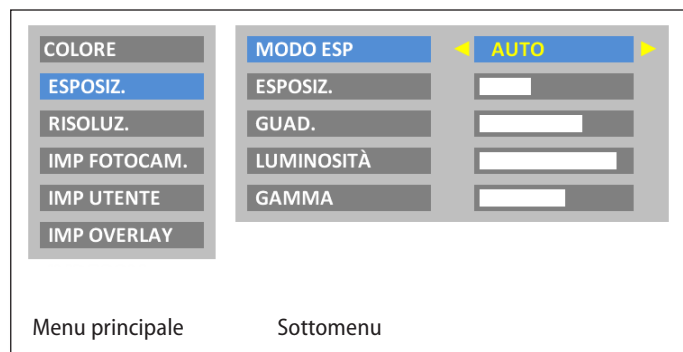 COLORE
ESPOSIZ.
RISOLUZ.
IMP FOTOCAM.
IMP UTENTE
IMP OVERLAY
MODO ESP AUTO
ESPOSIZ.
GUAD.
LUMINOSITÀ
GAMMA
Menu principale
Sottomenu